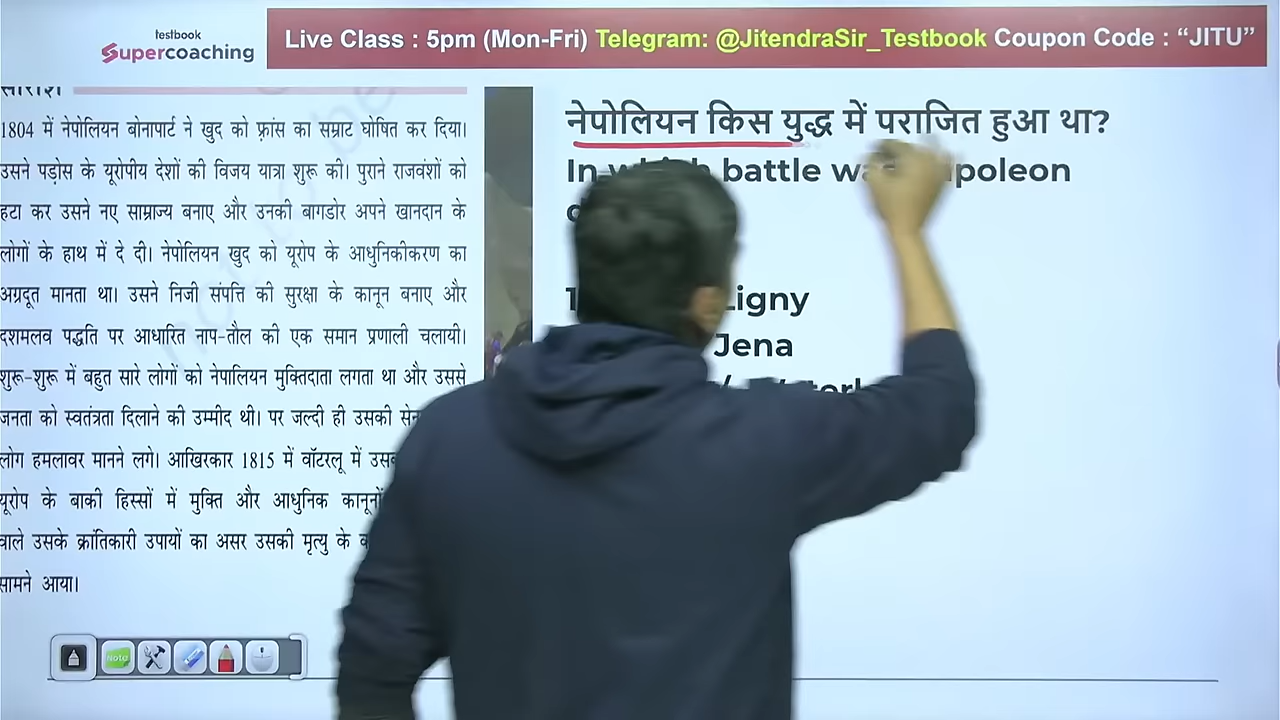 testbook
Supercoaching
Live Class : 5pm (Mon-Fri) Telegram: @JitendraSir_Testbook Coupon Code : “JITU”
सारांश
1804 में नेपोलियन बोनापार्ट ने खुद को फ़्रांस का सम्राट घोषित कर दिया।
उसने पड़ोस के यूरोपीय देशों की विजय यात्रा शुरू की। पुराने राजवंशों को
हटा कर उसने नए साम्राज्य बनाए और उनकी बागडोर अपने खानदान के
लोगों के हाथ में दे दी। नेपोलियन खुद को यूरोप के आधुनिकीकरण का
अग्रदूत मानता था। उसने निजी संपत्ति की सुरक्षा के कानून बनाए और
दशमलव पद्धति पर आधारित नाप-तौल की एक समान प्रणाली चलायी।
शुरू-शुरू में बहुत सारे लोगों को नेपालियन मुक्तिदाता लगता था और उससे
जनता को स्वतंत्रता दिलाने की उम्मीद थी। पर जल्दी ही उसकी
लोग हमलावर मानने लगे। आखिरकार 1815 में वॉटरलू में
यूरोप के बाकी हिस्सों में मुक्ति और आधुनिक
वाले उसके क्रांतिकारी उपायों का असर उसकी मृत्यु के
सामने आया।
नेपोलियन किस युद्ध में पराजित हुआ था?
In battle
Ligny
Jena
Note